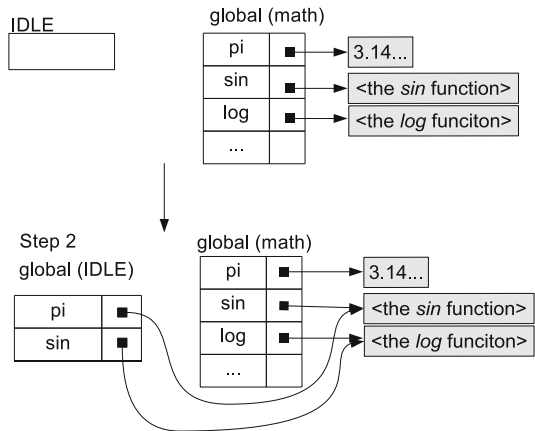 IDLE
global (math)
pi
3.14...
sin
<the sin function>
log
<the log funciton>
...
Step 2
global (IDLE)
global (math)
pi
3.14...
pi
sin
<the sin function>
sin
log
<the log funciton>
...